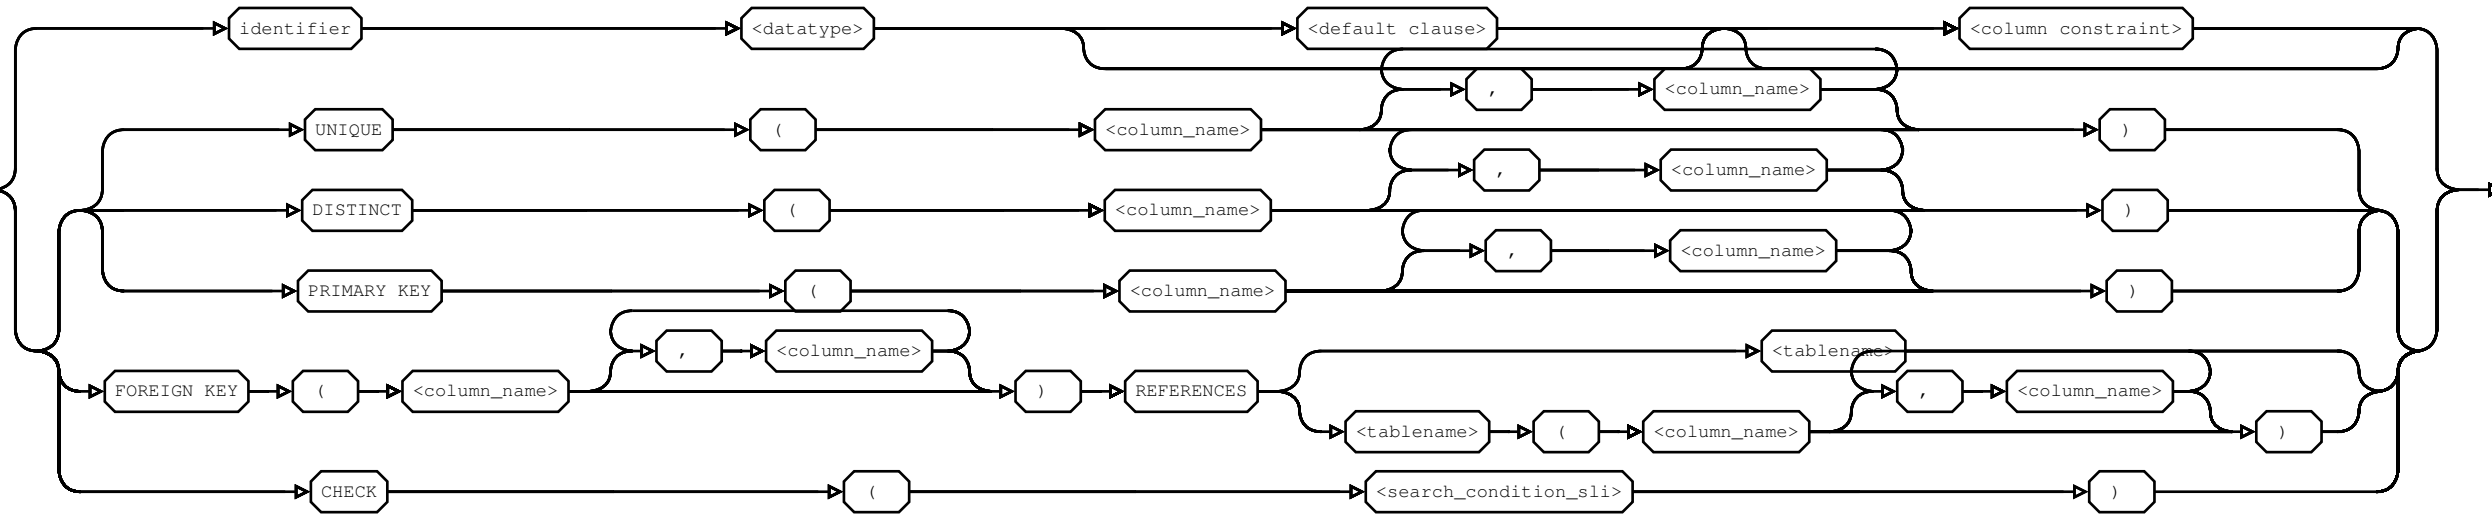 identifier <datatype> <default clause> <column constraint>
, <column_name>
UNIQUE ( <column_name> )
, <column_name>
DISTINCT ( <column_name> )
, <column_name>
PRIMARY KEY ( <column_name> )
, <column_name> <tablename>
FOREIGN KEY ( <column_name> ) REFERENCES , <column_name>
<tablename> ( <column_name> )
CHECK ( <search_condition_sli> )